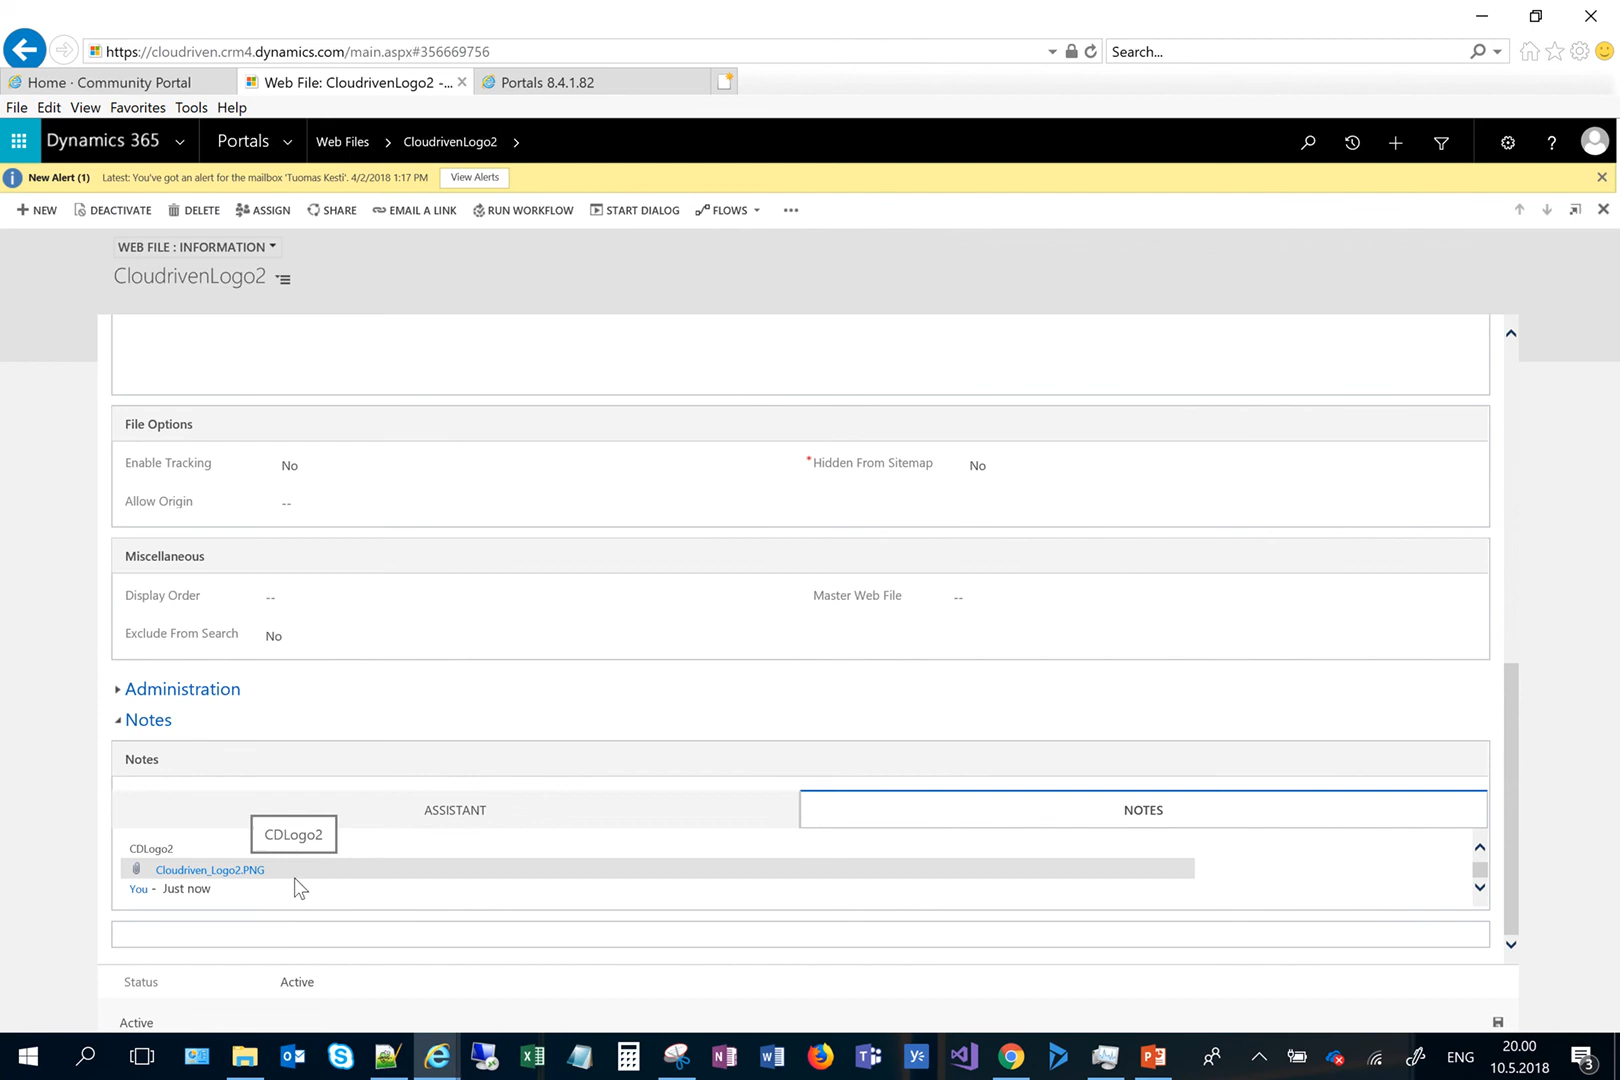 https://cloudriven.crm4.dynamics.com/main.aspx#356669756
Search...
Home · Community Portal
Web File: CloudrivenLogo2 -...
Portals 8.4.1.82
File Edit View Favorites Tools Help
Dynamics 365
Portals
Web Files
CloudrivenLogo2
New Alert (1) Latest: You've got an alert for the mailbox 'Tuomas Kesti'. 4/2/2018 1:17 PM View Alerts
NEW DEACTIVATE DELETE ASSIGN SHARE EMAIL A LINK RUN WORKFLOW START DIALOG FLOWS
WEB FILE : INFORMATION
CloudrivenLogo2
File Options
Enable Tracking No *Hidden From Sitemap No
Allow Origin --
Miscellaneous
Display Order -- Master Web File --
Exclude From Search No
Administration
Notes
Notes
ASSISTANT NOTES
CDLogo2
CDLogo2
Cloudriven_Logo2.PNG
You - Just now
Status Active
Active
ENG
20.00
10.5.2018
3